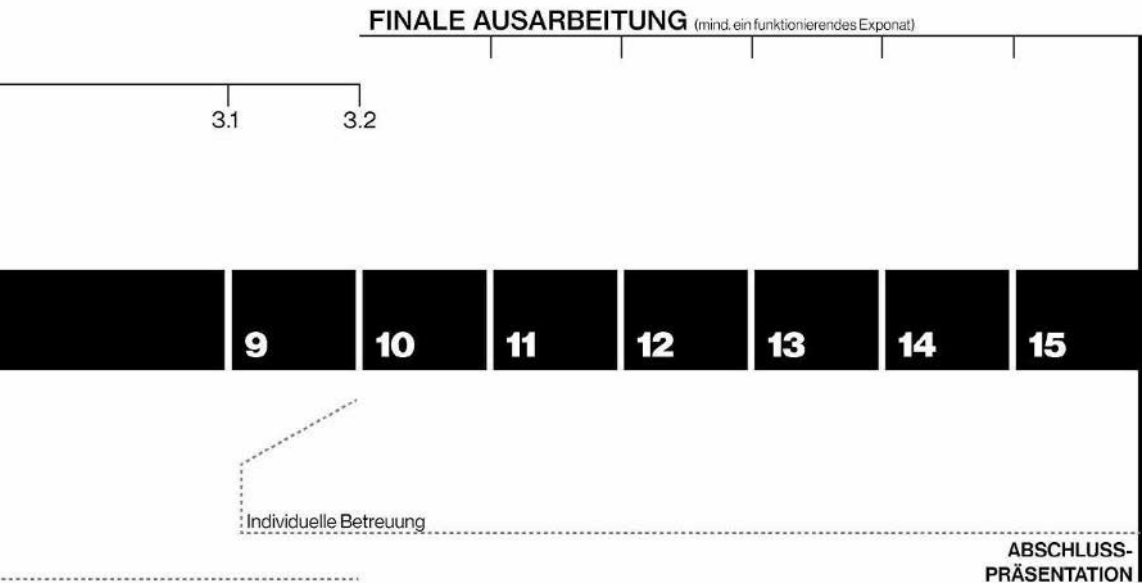 FINALE AUSARBEITUNG (mind. ein funktionierendes Exponat)
3.1 3.2
9 10 11 12 13 14 15
Individuelle Betreuung
ABSCHLUSS-
PRÄSENTATION